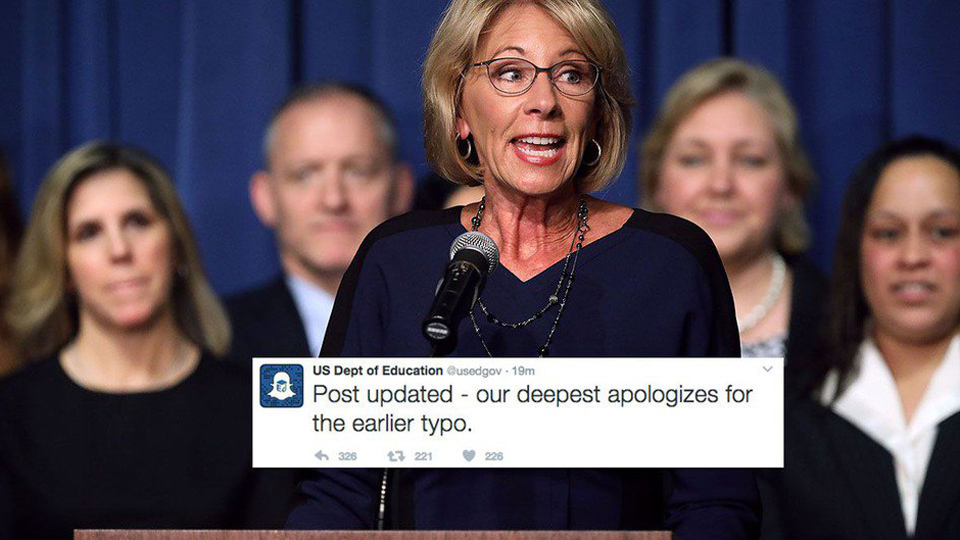 US Dept of Education @usedgov · 19m
Post updated - our deepest apologizes for
the earlier typo.
326 221 226